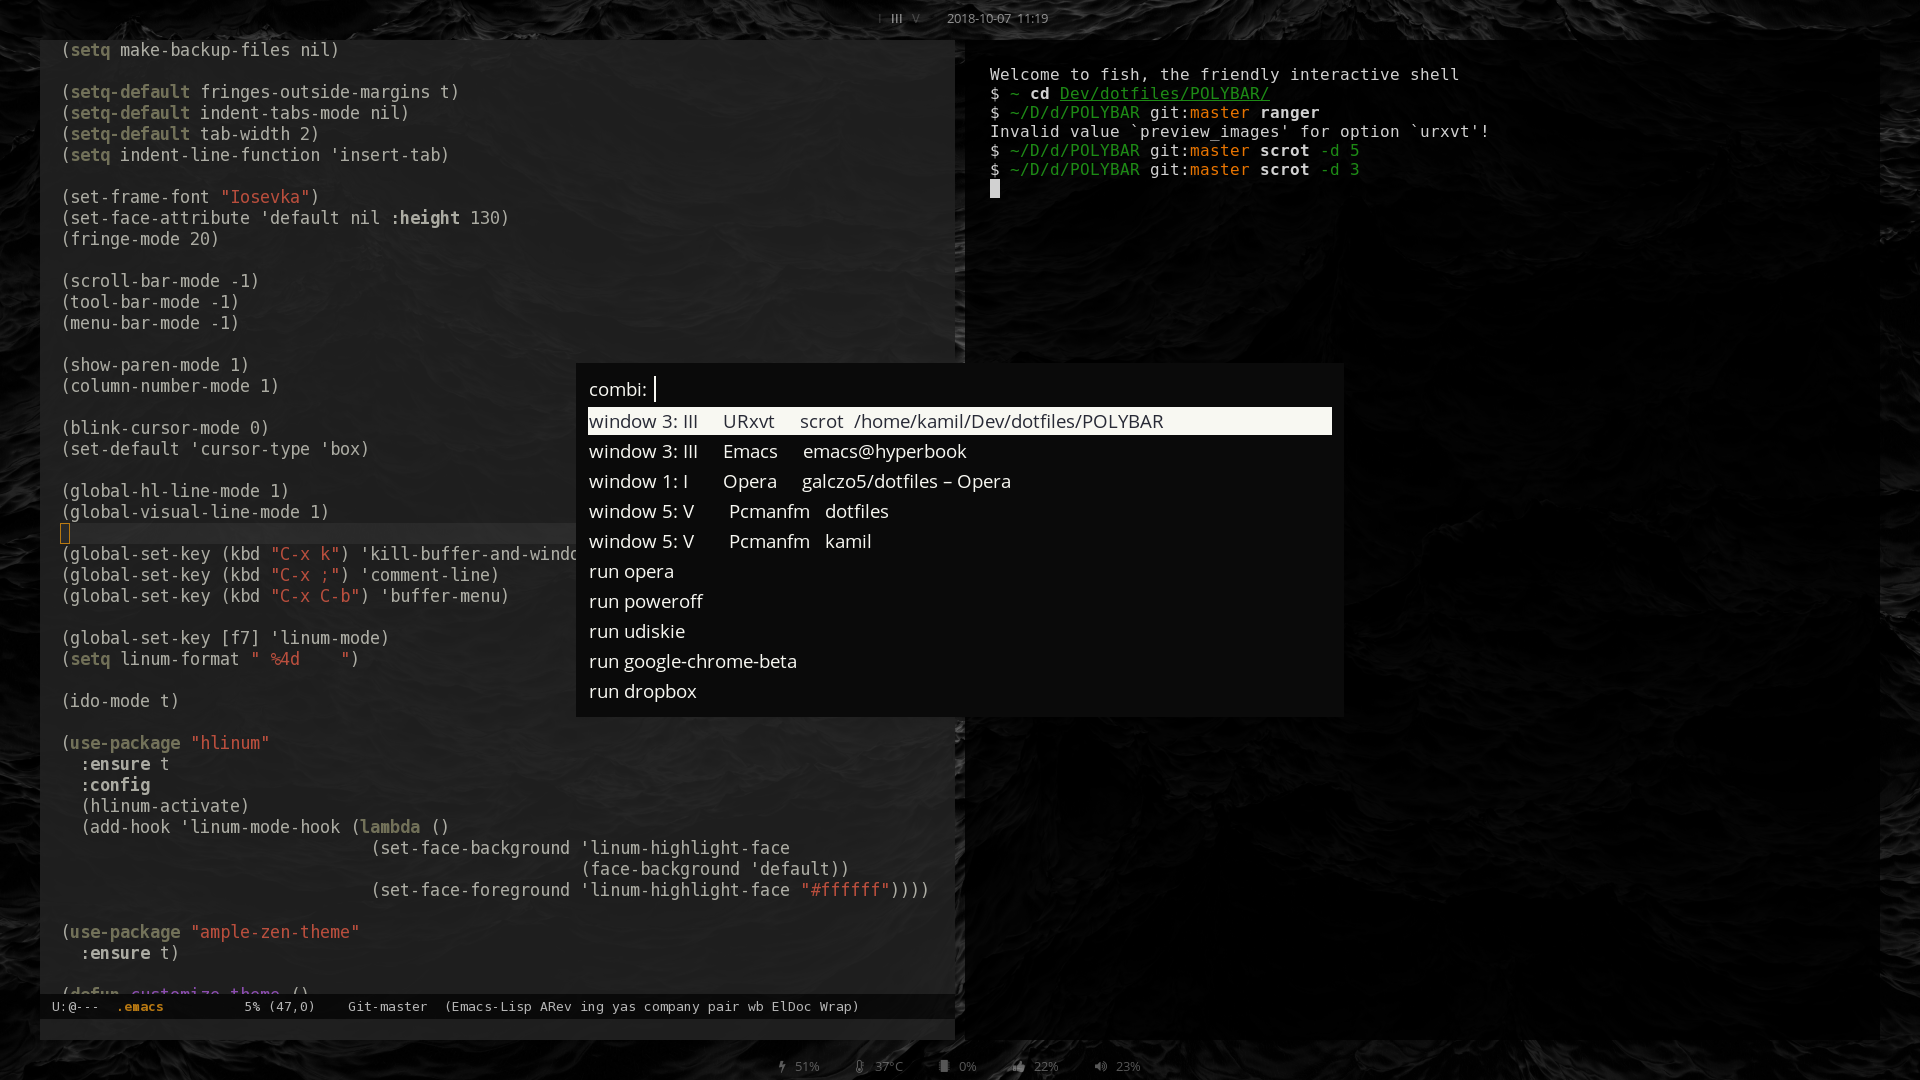 I III V 2018-10-07 11:19
(setq make-backup-files nil)
(setq-default fringes-outside-margins t)
(setq-default indent-tabs-mode nil)
(setq-default tab-width 2)
(setq indent-line-function 'insert-tab)
(set-frame-font "Iosevka")
(set-face-attribute 'default nil :height 130)
(fringe-mode 20)
(scroll-bar-mode -1)
(tool-bar-mode -1)
(menu-bar-mode -1)
(show-paren-mode 1)
(column-number-mode 1)
(blink-cursor-mode 0)
(set-default 'cursor-type 'box)
(global-hl-line-mode 1)
(global-visual-line-mode 1)
(global-set-key (kbd "C-x k") 'kill-buffer-and-windo
(global-set-key (kbd "C-x ;") 'comment-line)
(global-set-key (kbd "C-x C-b") 'buffer-menu)
(global-set-key [f7] 'linum-mode)
(setq linum-format " %4d    ")
(ido-mode t)
(use-package "hlinum"
  :ensure t
  :config
  (hlinum-activate)
  (add-hook 'linum-mode-hook (lambda ()
                               (set-face-background 'linum-highlight-face
                                                    (face-background 'default))
                               (set-face-foreground 'linum-highlight-face "#ffffff"))))
(use-package "ample-zen-theme"
  :ensure t)
(defun customize-theme ()
U:@--- .emacs 5% (47,0) Git-master (Emacs-Lisp ARev ing yas company pair wb ElDoc Wrap)
Welcome to fish, the friendly interactive shell
$ ~ cd Dev/dotfiles/POLYBAR/
$ ~/D/d/POLYBAR git:master ranger
Invalid value `preview_images' for option `urxvt'!
$ ~/D/d/POLYBAR git:master scrot -d 5
$ ~/D/d/POLYBAR git:master scrot -d 3
combi:
window 3: III URxvt scrot /home/kamil/Dev/dotfiles/POLYBAR
window 3: III Emacs emacs@hyperbook
window 1: I Opera galczo5/dotfiles – Opera
window 5: V Pcmanfm dotfiles
window 5: V Pcmanfm kamil
run opera
run poweroff
run udiskie
run google-chrome-beta
run dropbox
51% 37°C 0% 22% 23%